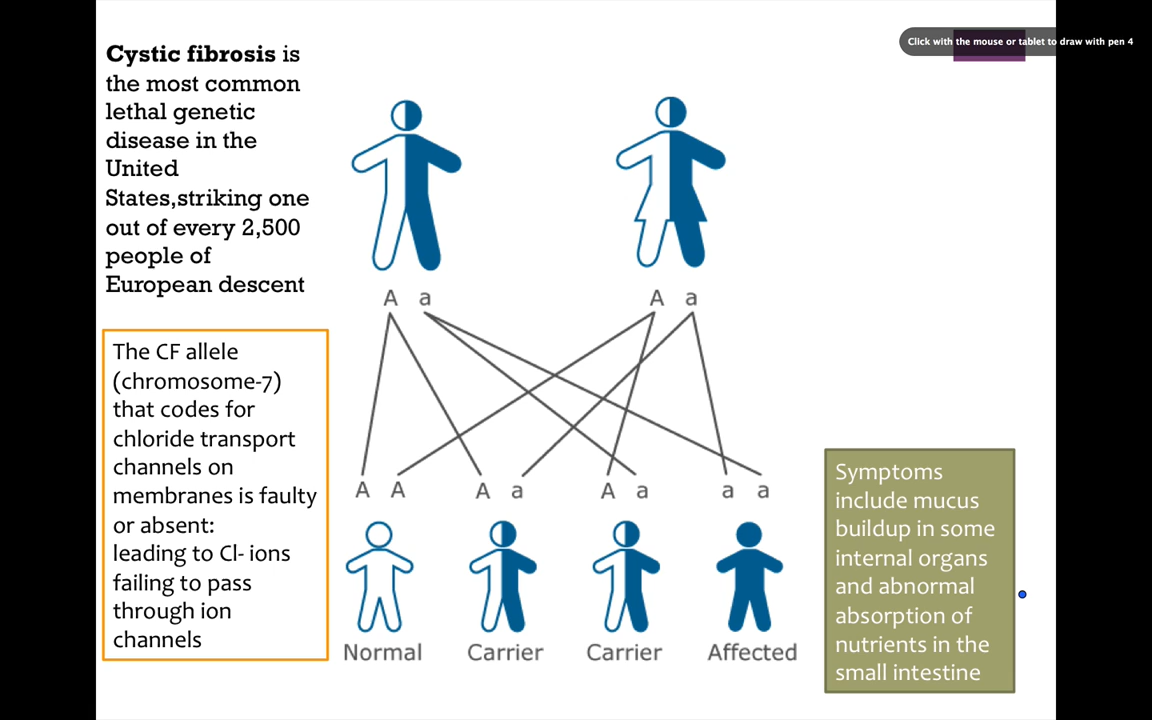 Click with the mouse or tablet to draw with pen 4
Cystic fibrosis is
the most common
lethal genetic
disease in the
United
States,striking one
out of every 2,500
people of
European descent
The CF allele
(chromosome-7)
that codes for
chloride transport
channels on
membranes is faulty
or absent:
leading to Cl- ions
failing to pass
through ion
channels
A a A a
A A A a A a a a
Normal Carrier Carrier Affected
Symptoms
include mucus
buildup in some
internal organs
and abnormal
absorption of
nutrients in the
small intestine